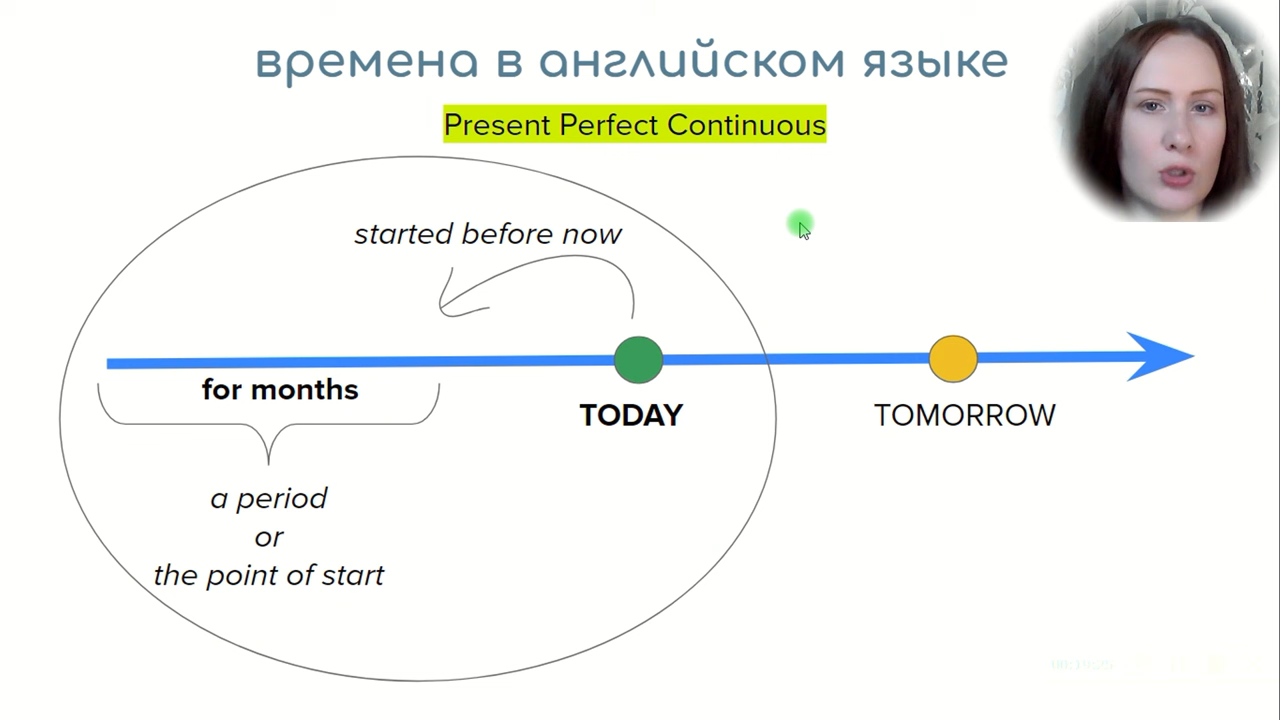 времена в английском языке
Present Perfect Continuous
started before now
for months
TODAY
TOMORROW
a period
or
the point of start